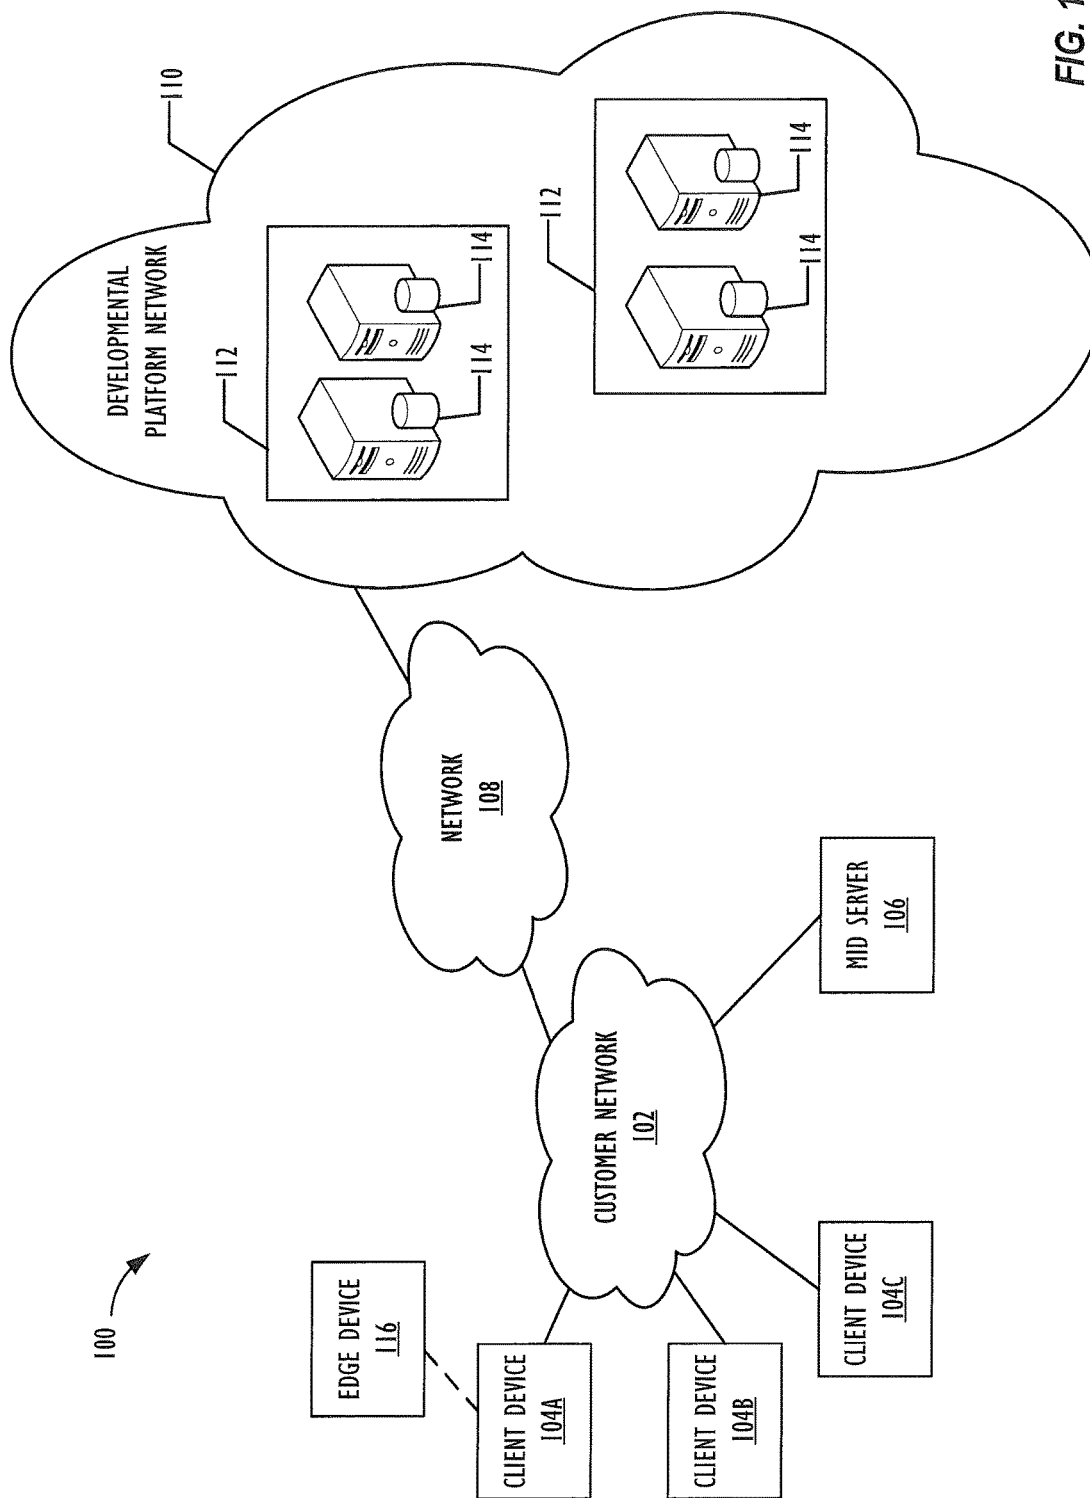 100
EDGE DEVICE
116
CLIENT DEVICE
104A
CLIENT DEVICE
104B
CLIENT DEVICE
104C
CUSTOMER NETWORK
102
MID SERVER
106
NETWORK
108
DEVELOPMENTAL
PLATFORM NETWORK
110
112
114
114
112
114
114
FIG. 1